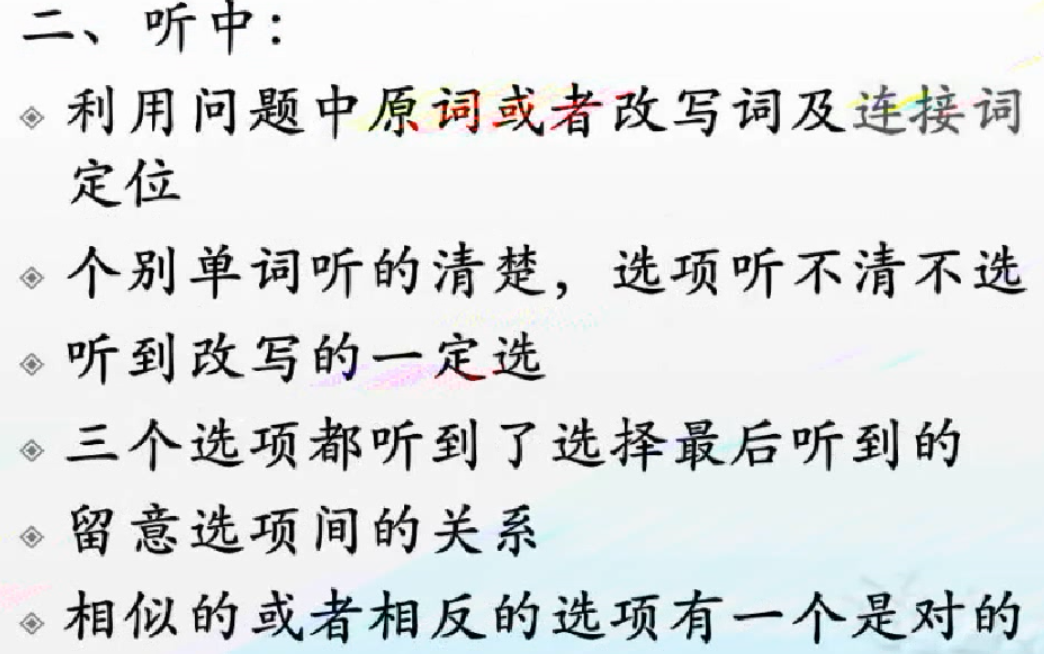 二、听中：
利用问题中原词或者改写词及连接词
定位
个别单词听的清楚，选项听不清不选
听到改写的一定选
三个选项都听到了选择最后听到的
留意选项间的关系
相似的或者相反的选项有一个是对的